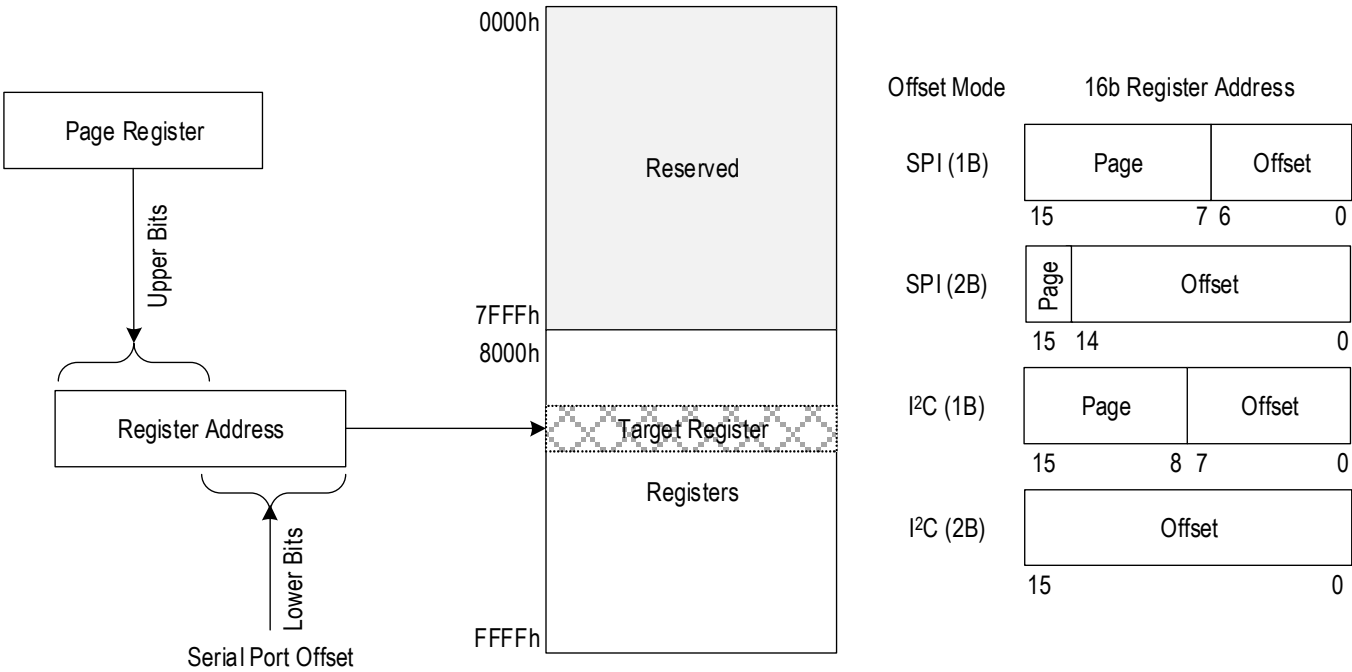 Page Register
Upper Bits
Register Address
Lower Bits
Serial Port Offset
0000h
Reserved
7FFFh
8000h
Target Register
Registers
FFFFh
Offset Mode 16b Register Address
SPI (1B) Page Offset
15 7 6 0
SPI (2B) Page Offset
15 14 0
I²C (1B) Page Offset
15 8 7 0
I²C (2B) Offset
15 0